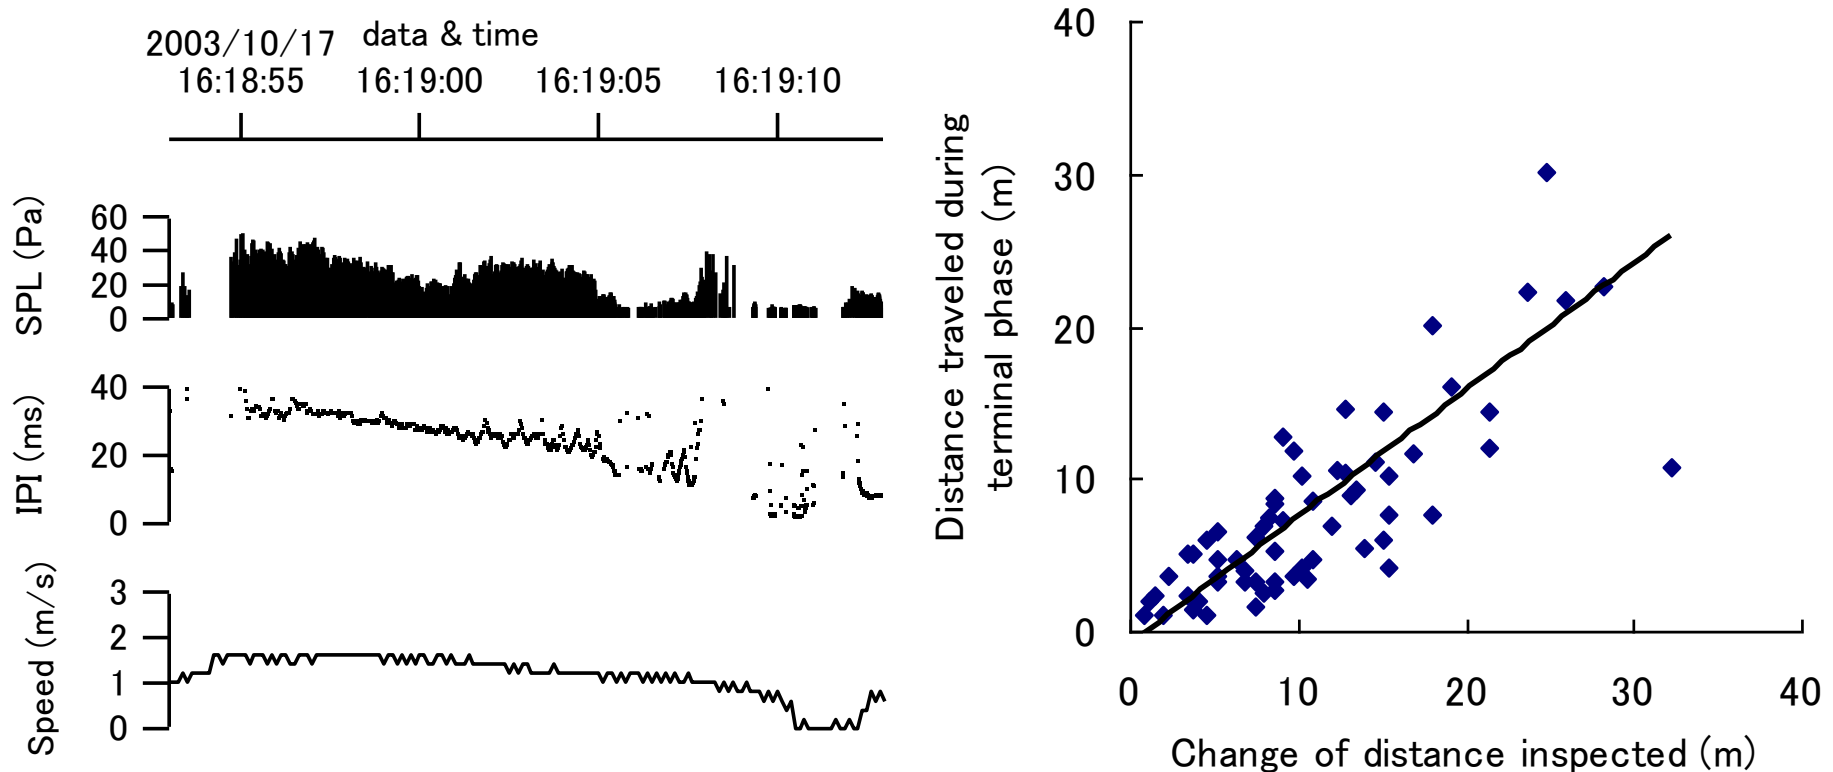 2003/10/17 data & time
16:18:55 16:19:00 16:19:05 16:19:10
SPL (Pa)
60
40
20
0
IPI (ms)
40
20
0
Speed (m/s)
3
2
1
0
Distance traveled during
terminal phase (m)
40
30
20
10
0
0 10 20 30 40
Change of distance inspected (m)